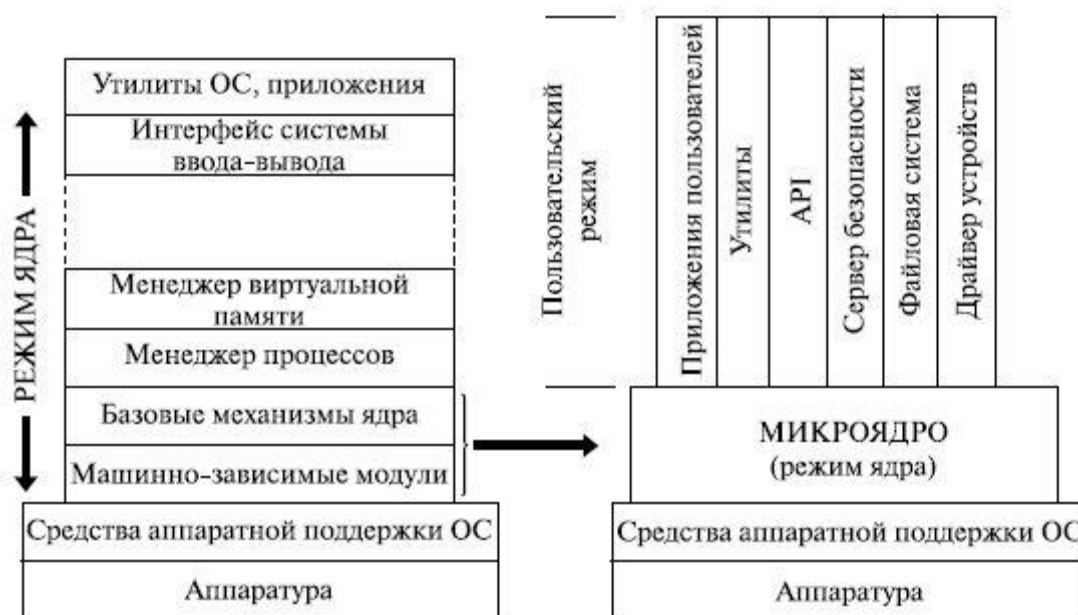 Утилиты ОС, приложения
Интерфейс системы
ввода-вывода
РЕЖИМ ЯДРА
Менеджер виртуальной
памяти
Менеджер процессов
Базовые механизмы ядра
Машинно-зависимые модули
Средства аппаратной поддержки ОС
Аппаратура
Пользовательский
режим
Приложения пользователей
Утилиты
API
Сервер безопасности
Файловая система
Драйвер устройств
МИКРОЯДРО
(режим ядра)
Средства аппаратной поддержки ОС
Аппаратура